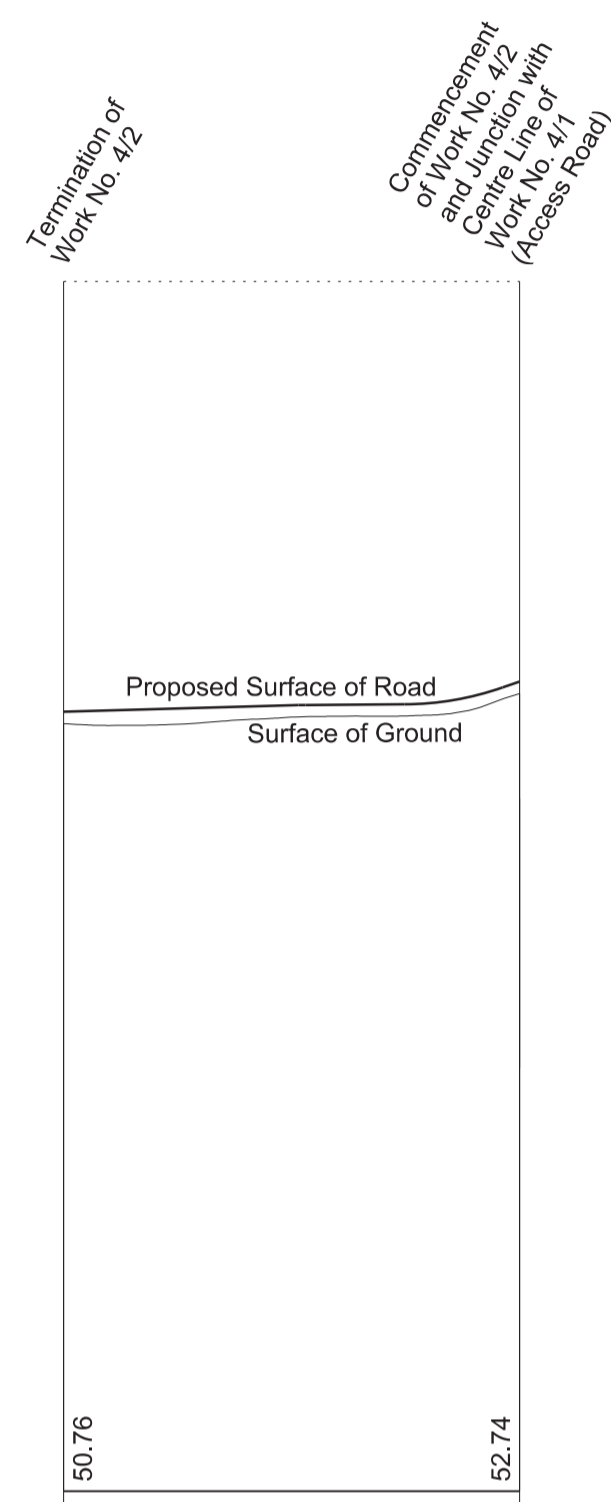 Termination of
Work No. 4/2
Commencement
of Work No. 4/2
and Junction with
Centre Line of
Work No. 4/1
(Access Road)
Proposed Surface of Road
Surface of Ground
50.76
52.74